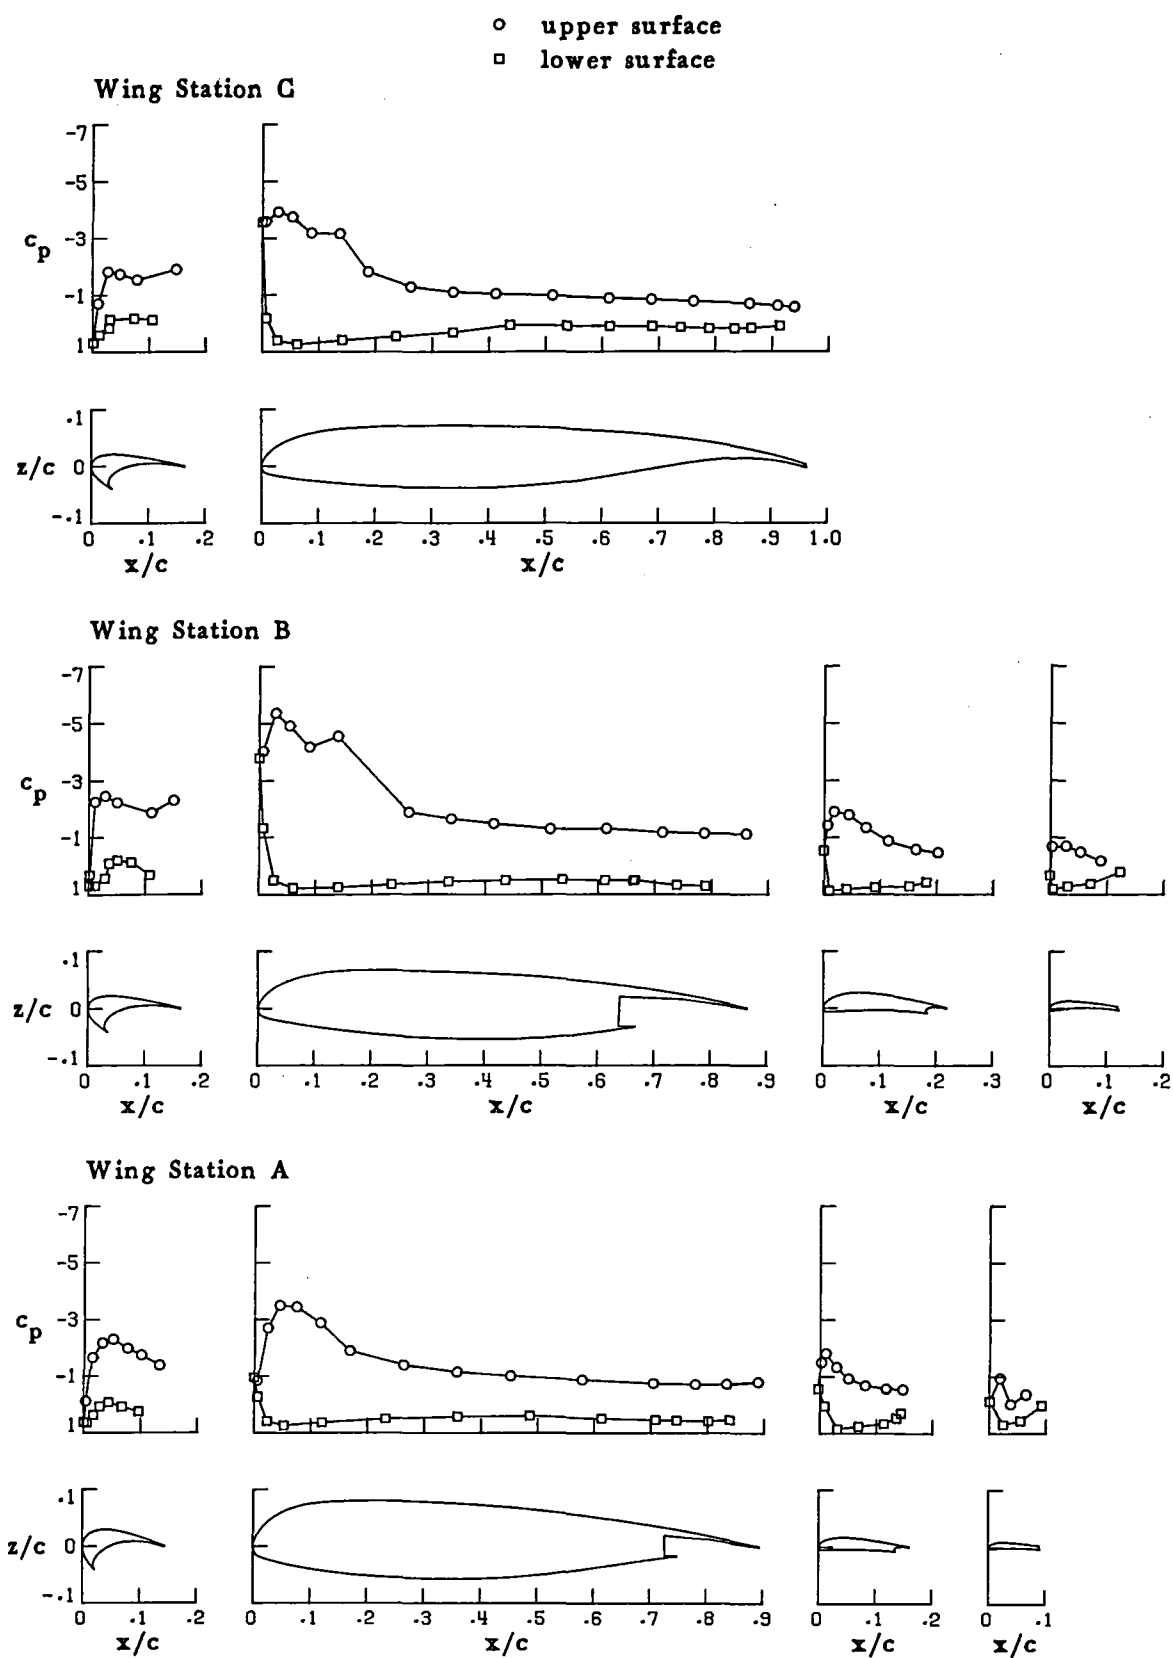 upper surface
lower surface
Wing Station C
-7
-5
-3
-1
1
c_p
.1
0
-.1
z/c
0 .1 .2
x/c
0 .1 .2 .3 .4 .5 .6 .7 .8 .9 1.0
x/c
Wing Station B
-7
-5
-3
-1
1
c_p
.1
0
-.1
z/c
0 .1 .2
x/c
0 .1 .2 .3 .4 .5 .6 .7 .8 .9
x/c
0 .1 .2 .3
x/c
0 .1 .2
x/c
Wing Station A
-7
-5
-3
-1
1
c_p
.1
0
-.1
z/c
0 .1 .2
x/c
0 .1 .2 .3 .4 .5 .6 .7 .8 .9
x/c
0 .1 .2
x/c
0 .1
x/c